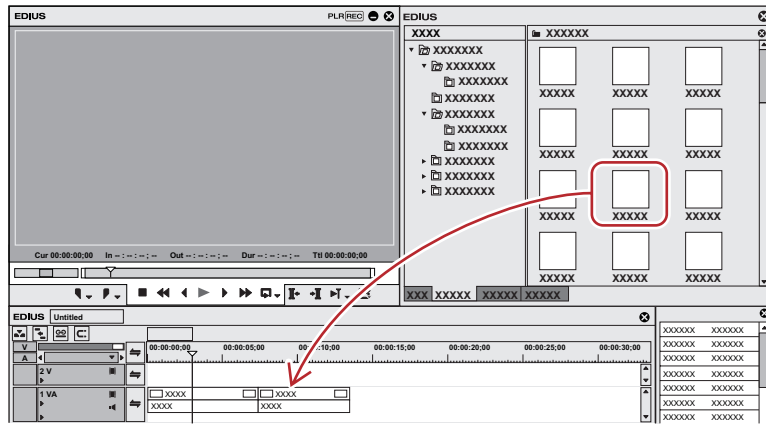 EDIUS PLR REC
Cur 00:00:00;00 In -- : -- : -- ; -- Out -- : -- : -- ; -- Dur -- : -- : -- ; -- Ttl 00:00:00;00
EDIUS
XXXX
XXXXXXX
XXXXXXX
XXXXXXX
XXXXXXX
XXXXXXX
XXXXXXX
XXXXXXX
XXXXXXX
XXXXXXX
XXXXXXX
XXXXXX
XXXXX XXXXX XXXXX
XXXXX XXXXX XXXXX
XXXXX XXXXX XXXXX
XXXXX XXXXX XXXXX
XXX XXXXX XXXXX XXXXX
EDIUS Untitled
V
A
00:00:00;00 00:00:05;00 00:00:10;00 00:00:15;00 00:00:20;00 00:00:25;00 00:00:30;00
2 V
1 VA
XXXX XXXX
XXXX XXXX
XXXXXX XXXXXX
XXXXXX XXXXXX
XXXXXX XXXXXX
XXXXXX XXXXXX
XXXXXX XXXXXX
XXXXXX XXXXXX
XXXXXX XXXXXX